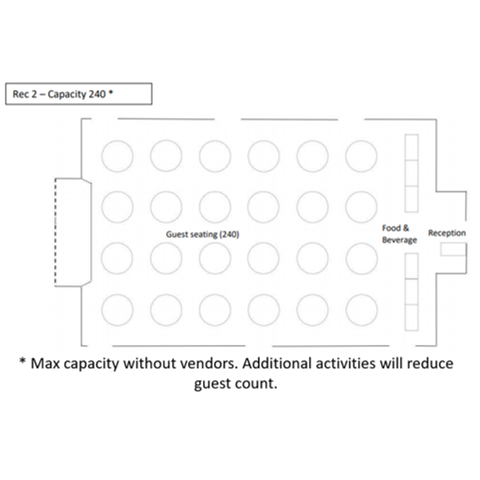 Rec 2 – Capacity 240 *
Guest seating (240)
Food &
Beverage
Reception
* Max capacity without vendors. Additional activities will reduce
guest count.